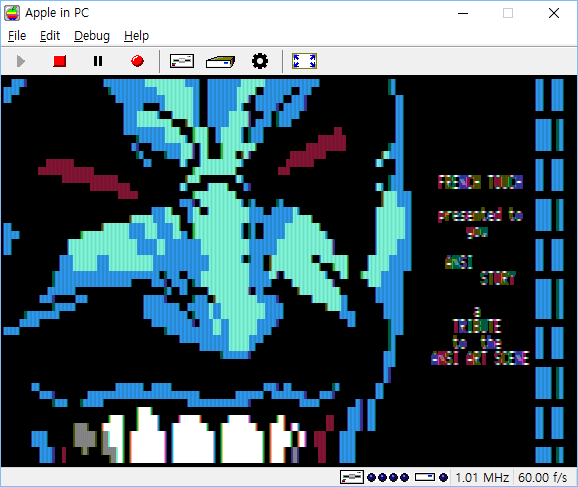 Apple in PC
File Edit Debug Help
FRENCH TOUCH
presented to
you
ANSI
STORY
a
TRIBUTE
to the
ANSI ART SCENE
1.01 MHz 60.00 f/s